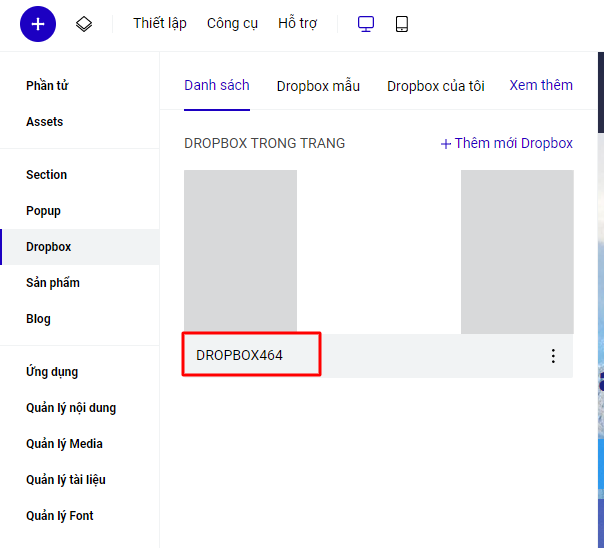 Thiết lập Công cụ Hỗ trợ
Phần tử
Assets
Section
Popup
Dropbox
Sản phẩm
Blog
Ứng dụng
Quản lý nội dung
Quản lý Media
Quản lý tài liệu
Quản lý Font
Danh sách Dropbox mẫu Dropbox của tôi Xem thêm
DROPBOX TRONG TRANG + Thêm mới Dropbox
DROPBOX464